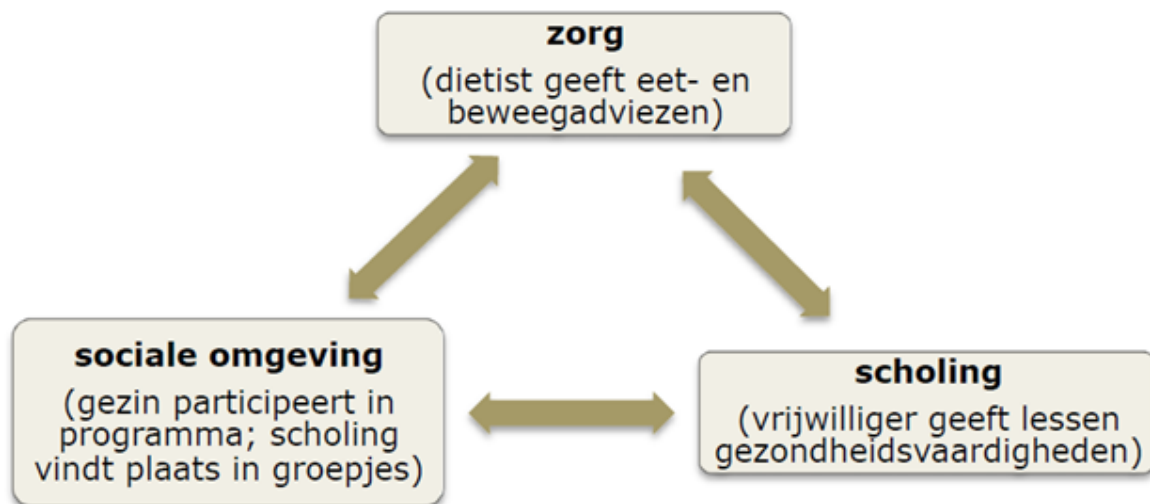 zorg
(dietist geeft eet- en
beweegadviezen)
sociale omgeving
(gezin participeert in
programma; scholing
vindt plaats in groepjes)
scholing
(vrijwilliger geeft lessen
gezondheidsvaardigheden)